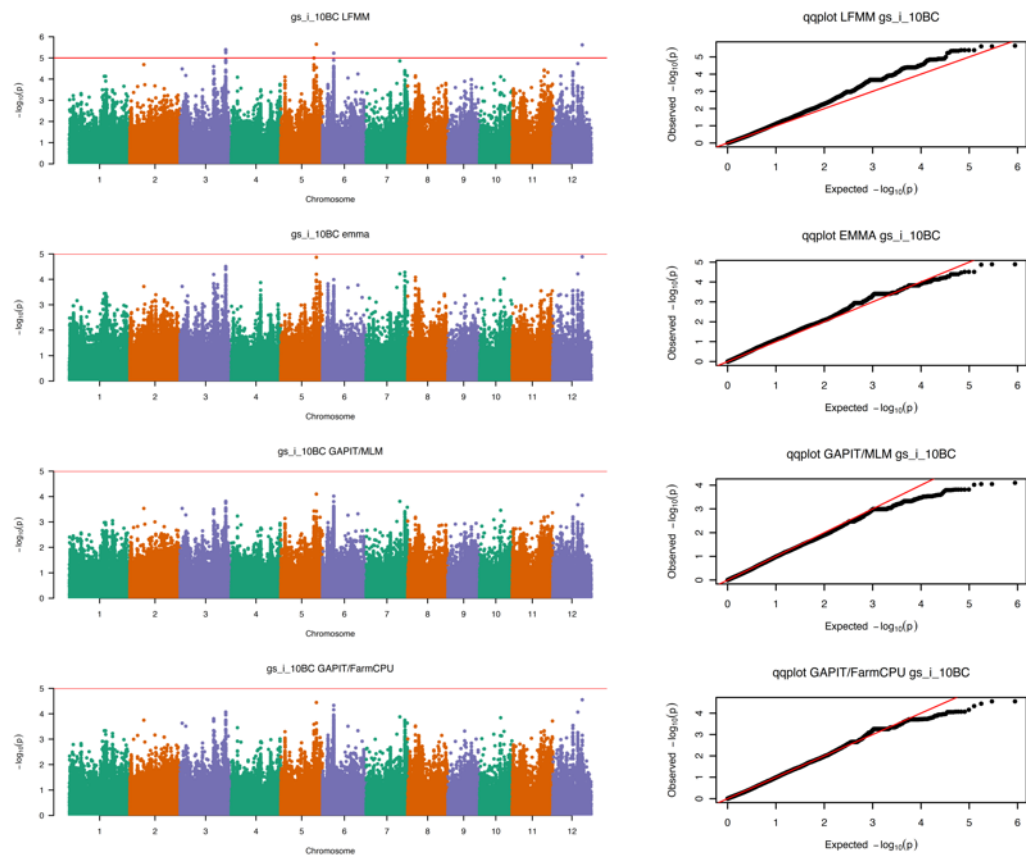 gs_i_10BC LFMM
6
5
4
3
2
1
0
−log10(p)
1 2 3 4 5 6 7 8 9 10 11 12
Chromosome
qqplot LFMM gs_i_10BC
5
4
3
2
1
0
Observed −log10(p)
0 1 2 3 4 5 6
Expected −log10(p)
gs_i_10BC emma
5
4
3
2
1
0
−log10(p)
1 2 3 4 5 6 7 8 9 10 11 12
Chromosome
qqplot EMMA gs_i_10BC
5
4
3
2
1
0
Observed −log10(p)
0 1 2 3 4 5 6
Expected −log10(p)
gs_i_10BC GAPIT/MLM
5
4
3
2
1
0
−log10(p)
1 2 3 4 5 6 7 8 9 10 11 12
Chromosome
qqplot GAPIT/MLM gs_i_10BC
4
3
2
1
0
Observed −log10(p)
0 1 2 3 4 5 6
Expected −log10(p)
gs_i_10BC GAPIT/FarmCPU
5
4
3
2
1
0
−log10(p)
1 2 3 4 5 6 7 8 9 10 11 12
Chromosome
qqplot GAPIT/FarmCPU gs_i_10BC
4
3
2
1
0
Observed −log10(p)
0 1 2 3 4 5 6
Expected −log10(p)